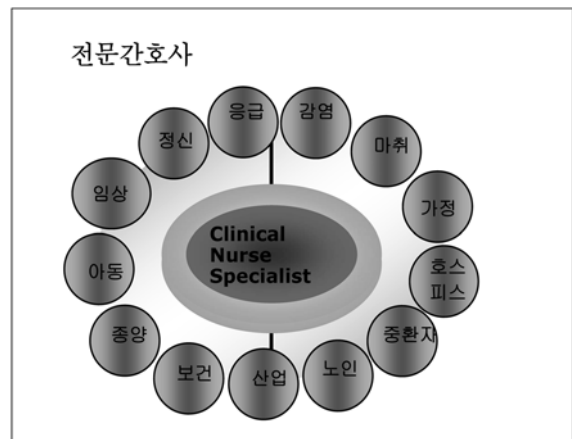 전문간호사
응급
감염
마취
가정
호스
피스
중환자
노인
산업
보건
종양
아동
임상
정신
Clinical
Nurse
Specialist